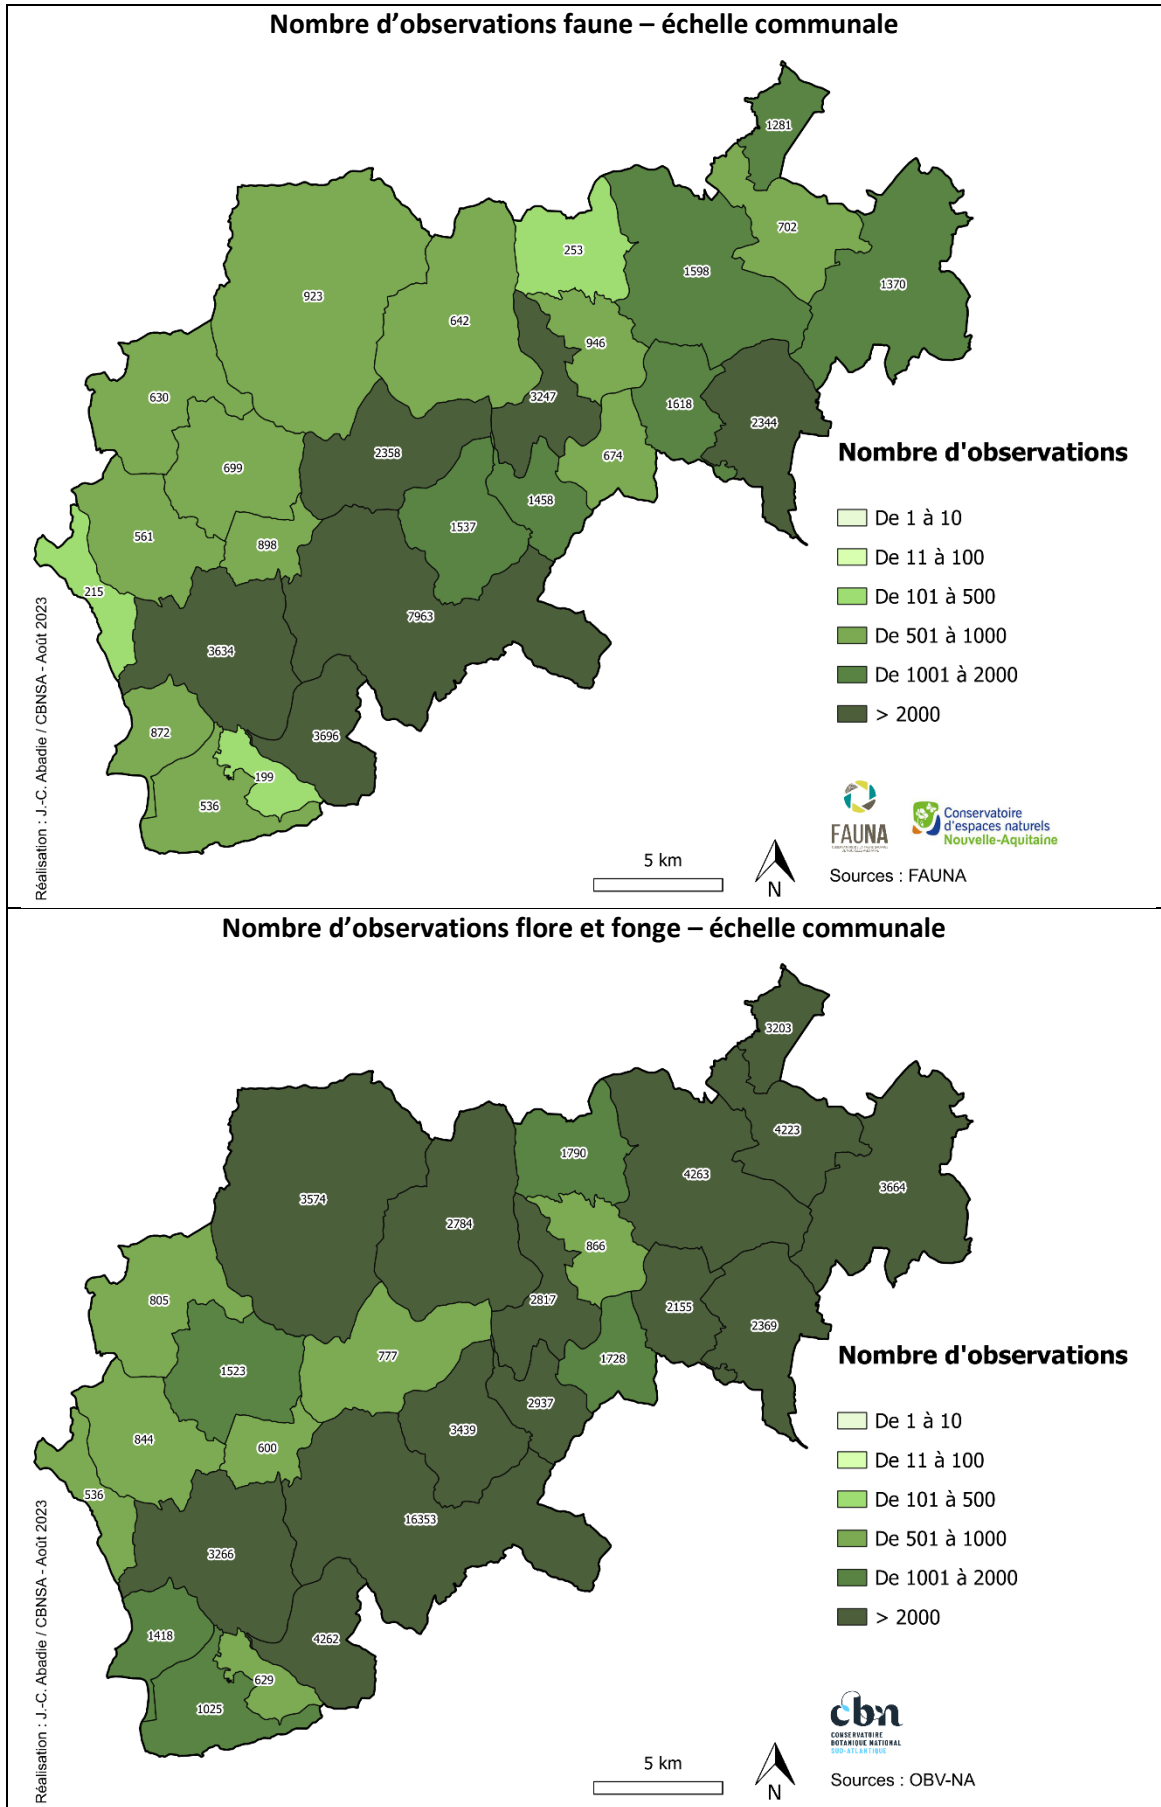 Nombre d'observations faune – échelle communale
1281
702
253
1598
1370
923
642
946
3247
630
1618
2344
2358
699
674
1458
1537
561
898
215
7963
3634
872
3696
199
536
Nombre d'observations
De 1 à 10
De 11 à 100
De 101 à 500
De 501 à 1000
De 1001 à 2000
> 2000
Réalisation : J.-C. Abadie / CBNSA - Août 2023
5 km
N
FAUNA
Conservatoire
d'espaces naturels
Nouvelle-Aquitaine
Sources : FAUNA
Nombre d'observations flore et fonge – échelle communale
3203
4223
1790
4263
3664
3574
2784
866
2817
805
2155
2369
777
1523
1728
2937
3439
844
600
536
16353
3266
1418
4262
629
1025
Nombre d'observations
De 1 à 10
De 11 à 100
De 101 à 500
De 501 à 1000
De 1001 à 2000
> 2000
Réalisation : J.-C. Abadie / CBNSA - Août 2023
5 km
N
cbn
CONSERVATOIRE
BOTANIQUE NATIONAL
SUD-ATLANTIQUE
Sources : OBV-NA